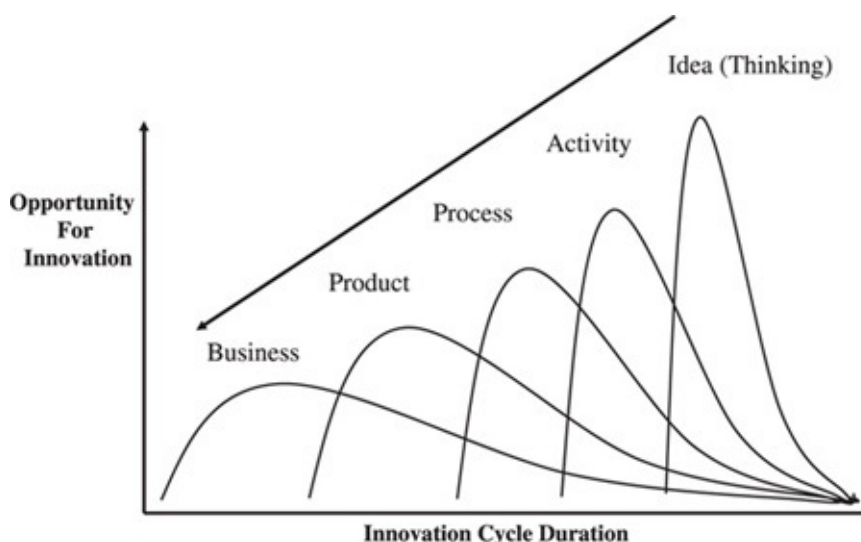 Idea (Thinking)
Activity
Process
Product
Business
Opportunity
For
Innovation
Innovation Cycle Duration